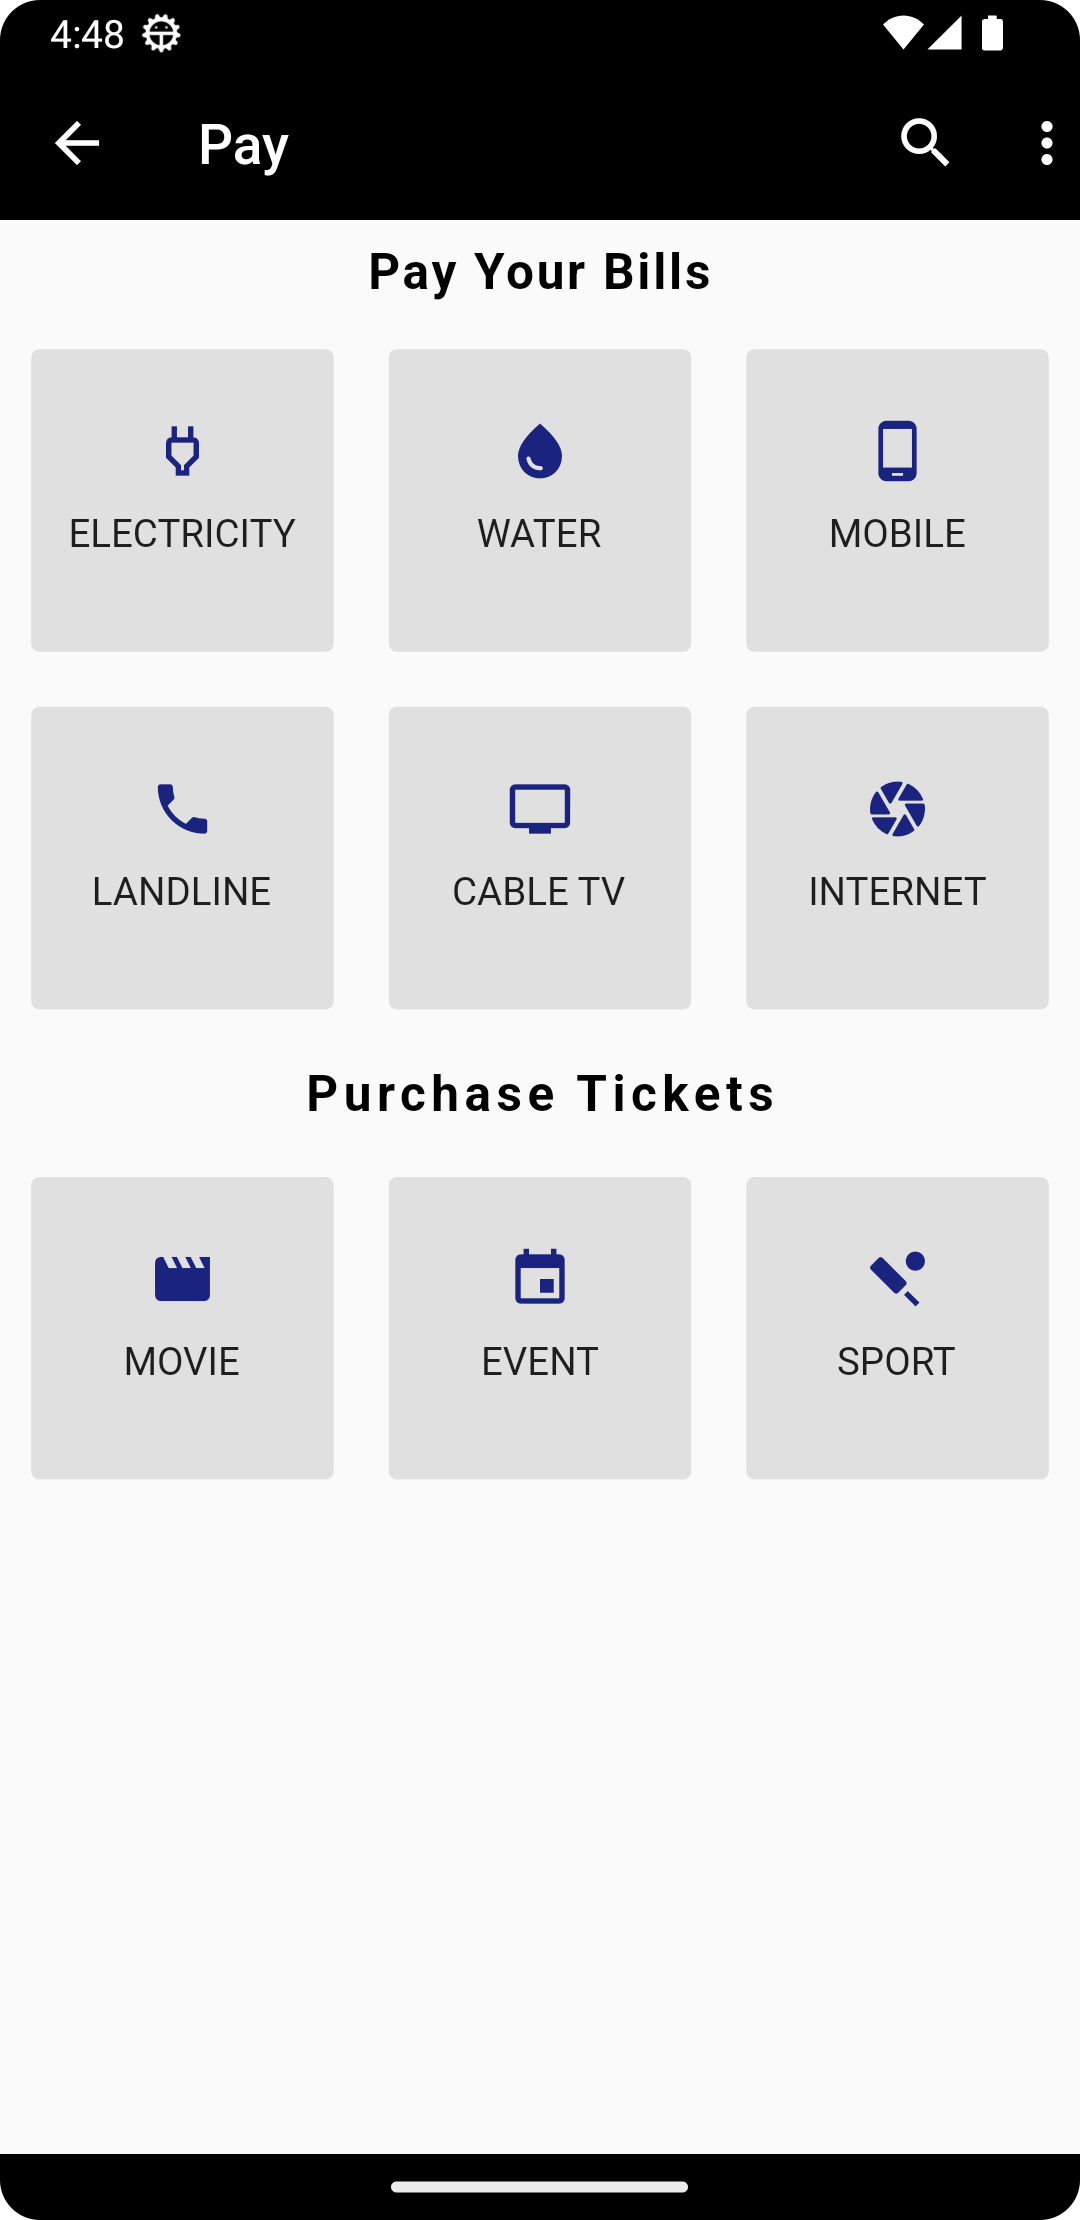 4:48
Pay
Pay Your Bills
ELECTRICITY
WATER
MOBILE
LANDLINE
CABLE TV
INTERNET
Purchase Tickets
MOVIE
EVENT
SPORT